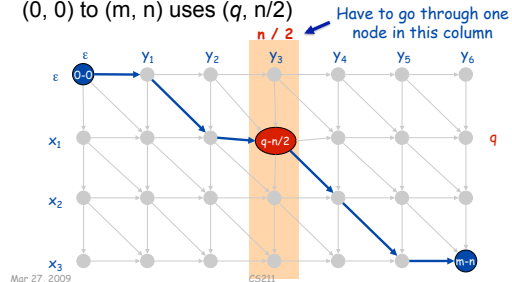 (0, 0) to (m, n) uses (q, n/2)
Have to go through one
node in this column
n / 2
ε y₁ y₂ y₃ y₄ y₅ y₆
ε 0-0
x₁ q-n/2 q
x₂
x₃ m-n
Mar 27, 2009 CS211